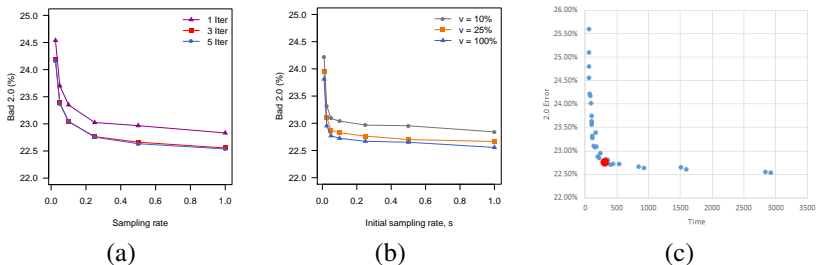 25.0
24.5
24.0
23.5
23.0
22.5
22.0
Bad 2.0 (%)
1 Iter
3 Iter
5 Iter
0.0 0.2 0.4 0.6 0.8 1.0
Sampling rate
(a)
25.0
24.5
24.0
23.5
23.0
22.5
22.0
Bad 2.0 (%)
v = 10%
v = 25%
v = 100%
0.0 0.2 0.4 0.6 0.8 1.0
Initial sampling rate, s
(b)
26.00%
25.50%
25.00%
24.50%
24.00%
23.50%
23.00%
22.50%
22.00%
2.0 Error
0 500 1000 1500 2000 2500 3000 3500
Time
(c)